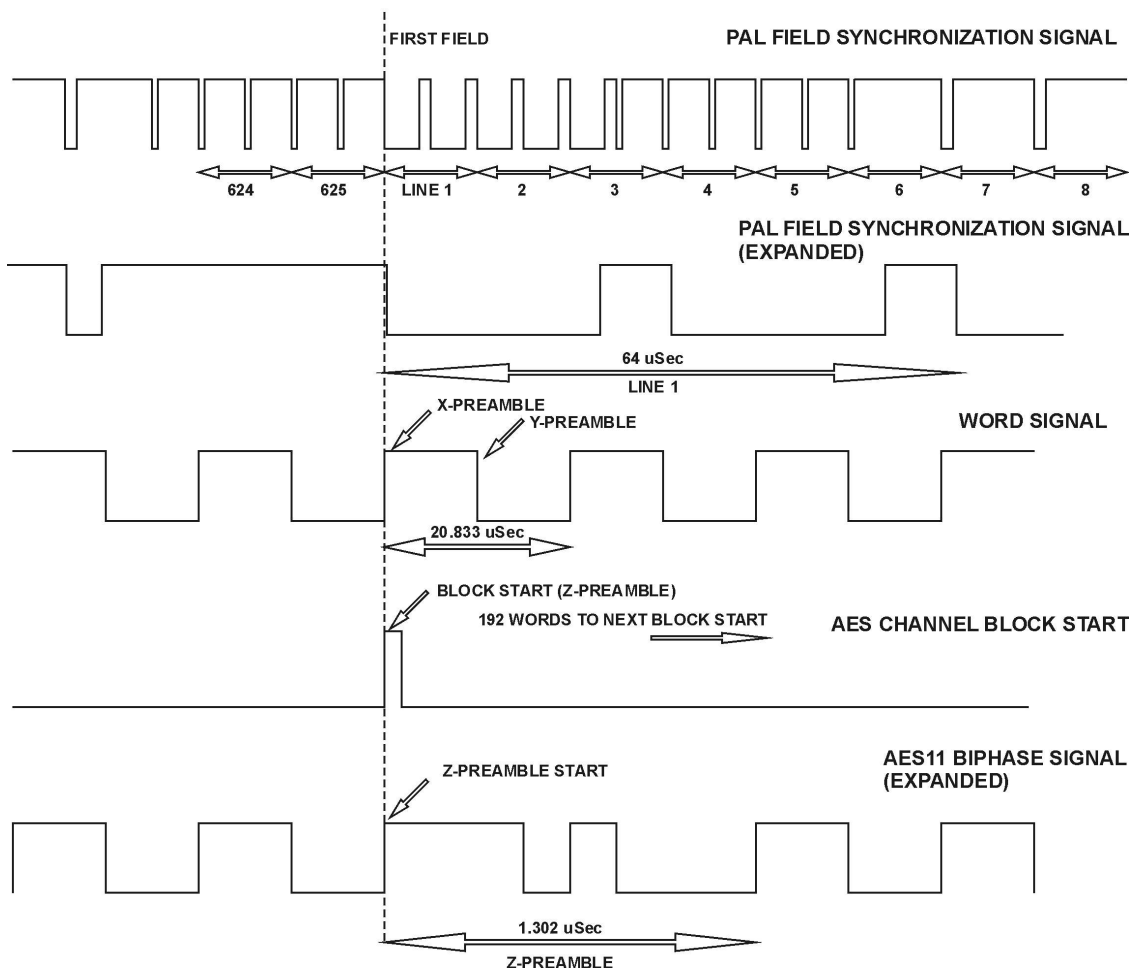 FIRST FIELD
PAL FIELD SYNCHRONIZATION SIGNAL
624
625
LINE 1
2
3
4
5
6
7
8
PAL FIELD SYNCHRONIZATION SIGNAL
(EXPANDED)
64 uSec
LINE 1
X-PREAMBLE
Y-PREAMBLE
WORD SIGNAL
20.833 uSec
BLOCK START (Z-PREAMBLE)
192 WORDS TO NEXT BLOCK START
AES CHANNEL BLOCK START
Z-PREAMBLE START
AES11 BIPHASE SIGNAL
(EXPANDED)
1.302 uSec
Z-PREAMBLE